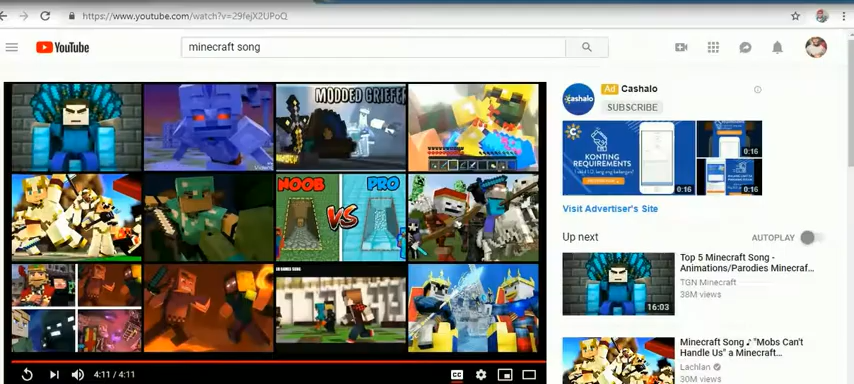 https://www.youtube.com/watch?v=29fejX2UPoQ
YouTube
minecraft song
MODDED GRIEFER
NOOB
VS
PRO
4:11 / 4:11
CC
Ad Cashalo
cashalo
SUBSCRIBE
KONTING
REQUIREMENTS
0:16
0:16
0:16
Visit Advertiser's Site
Up next
AUTOPLAY
Top 5 Minecraft Song -
Animations/Parodies Minecraf...
TGN Minecraft
38M views
16:03
Minecraft Song ♪ "Mobs Can't
Handle Us" a Minecraft...
Lachlan
30M views